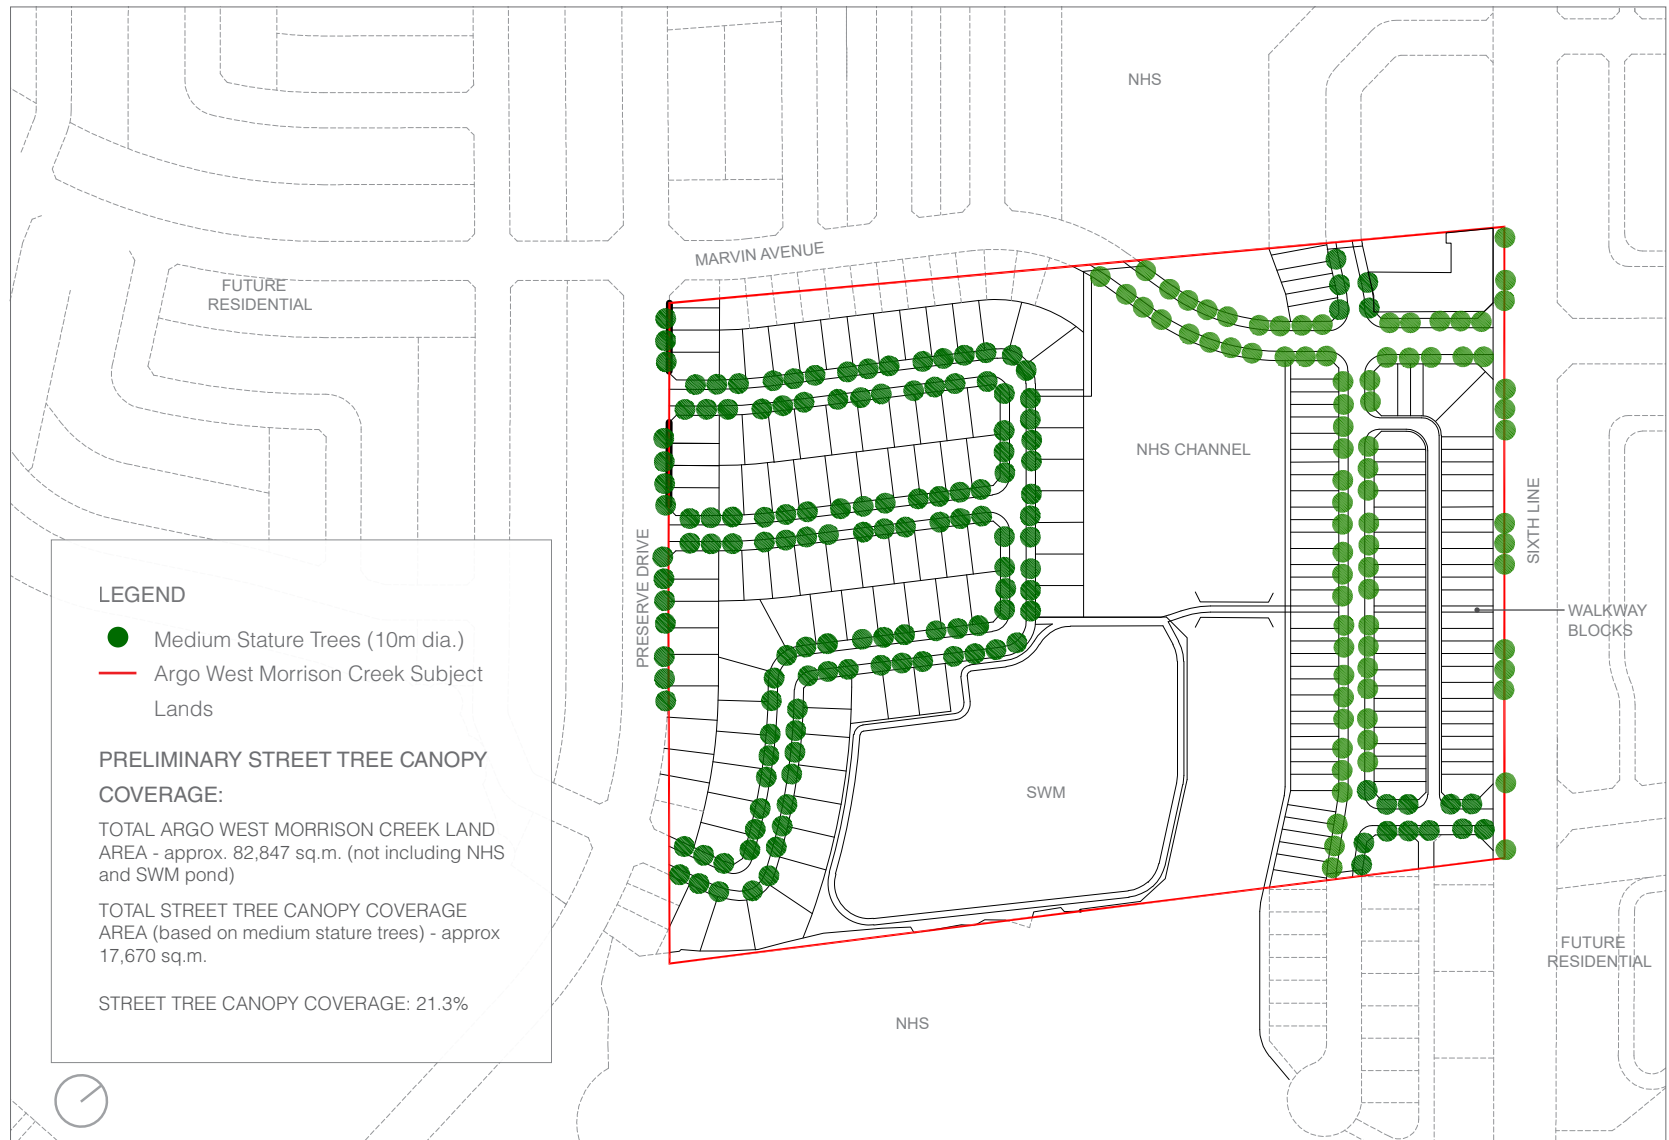 NHS
MARVIN AVENUE
FUTURE
RESIDENTIAL
NHS CHANNEL
PRESERVE DRIVE
SIXTH LINE
WALKWAY
BLOCKS
SWM
FUTURE
RESIDENTIAL
NHS
LEGEND
Medium Stature Trees (10m dia.)
Argo West Morrison Creek Subject
Lands
PRELIMINARY STREET TREE CANOPY
COVERAGE:
TOTAL ARGO WEST MORRISON CREEK LAND
AREA - approx. 82,847 sq.m. (not including NHS
and SWM pond)
TOTAL STREET TREE CANOPY COVERAGE
AREA (based on medium stature trees) - approx
17,670 sq.m.
STREET TREE CANOPY COVERAGE: 21.3%